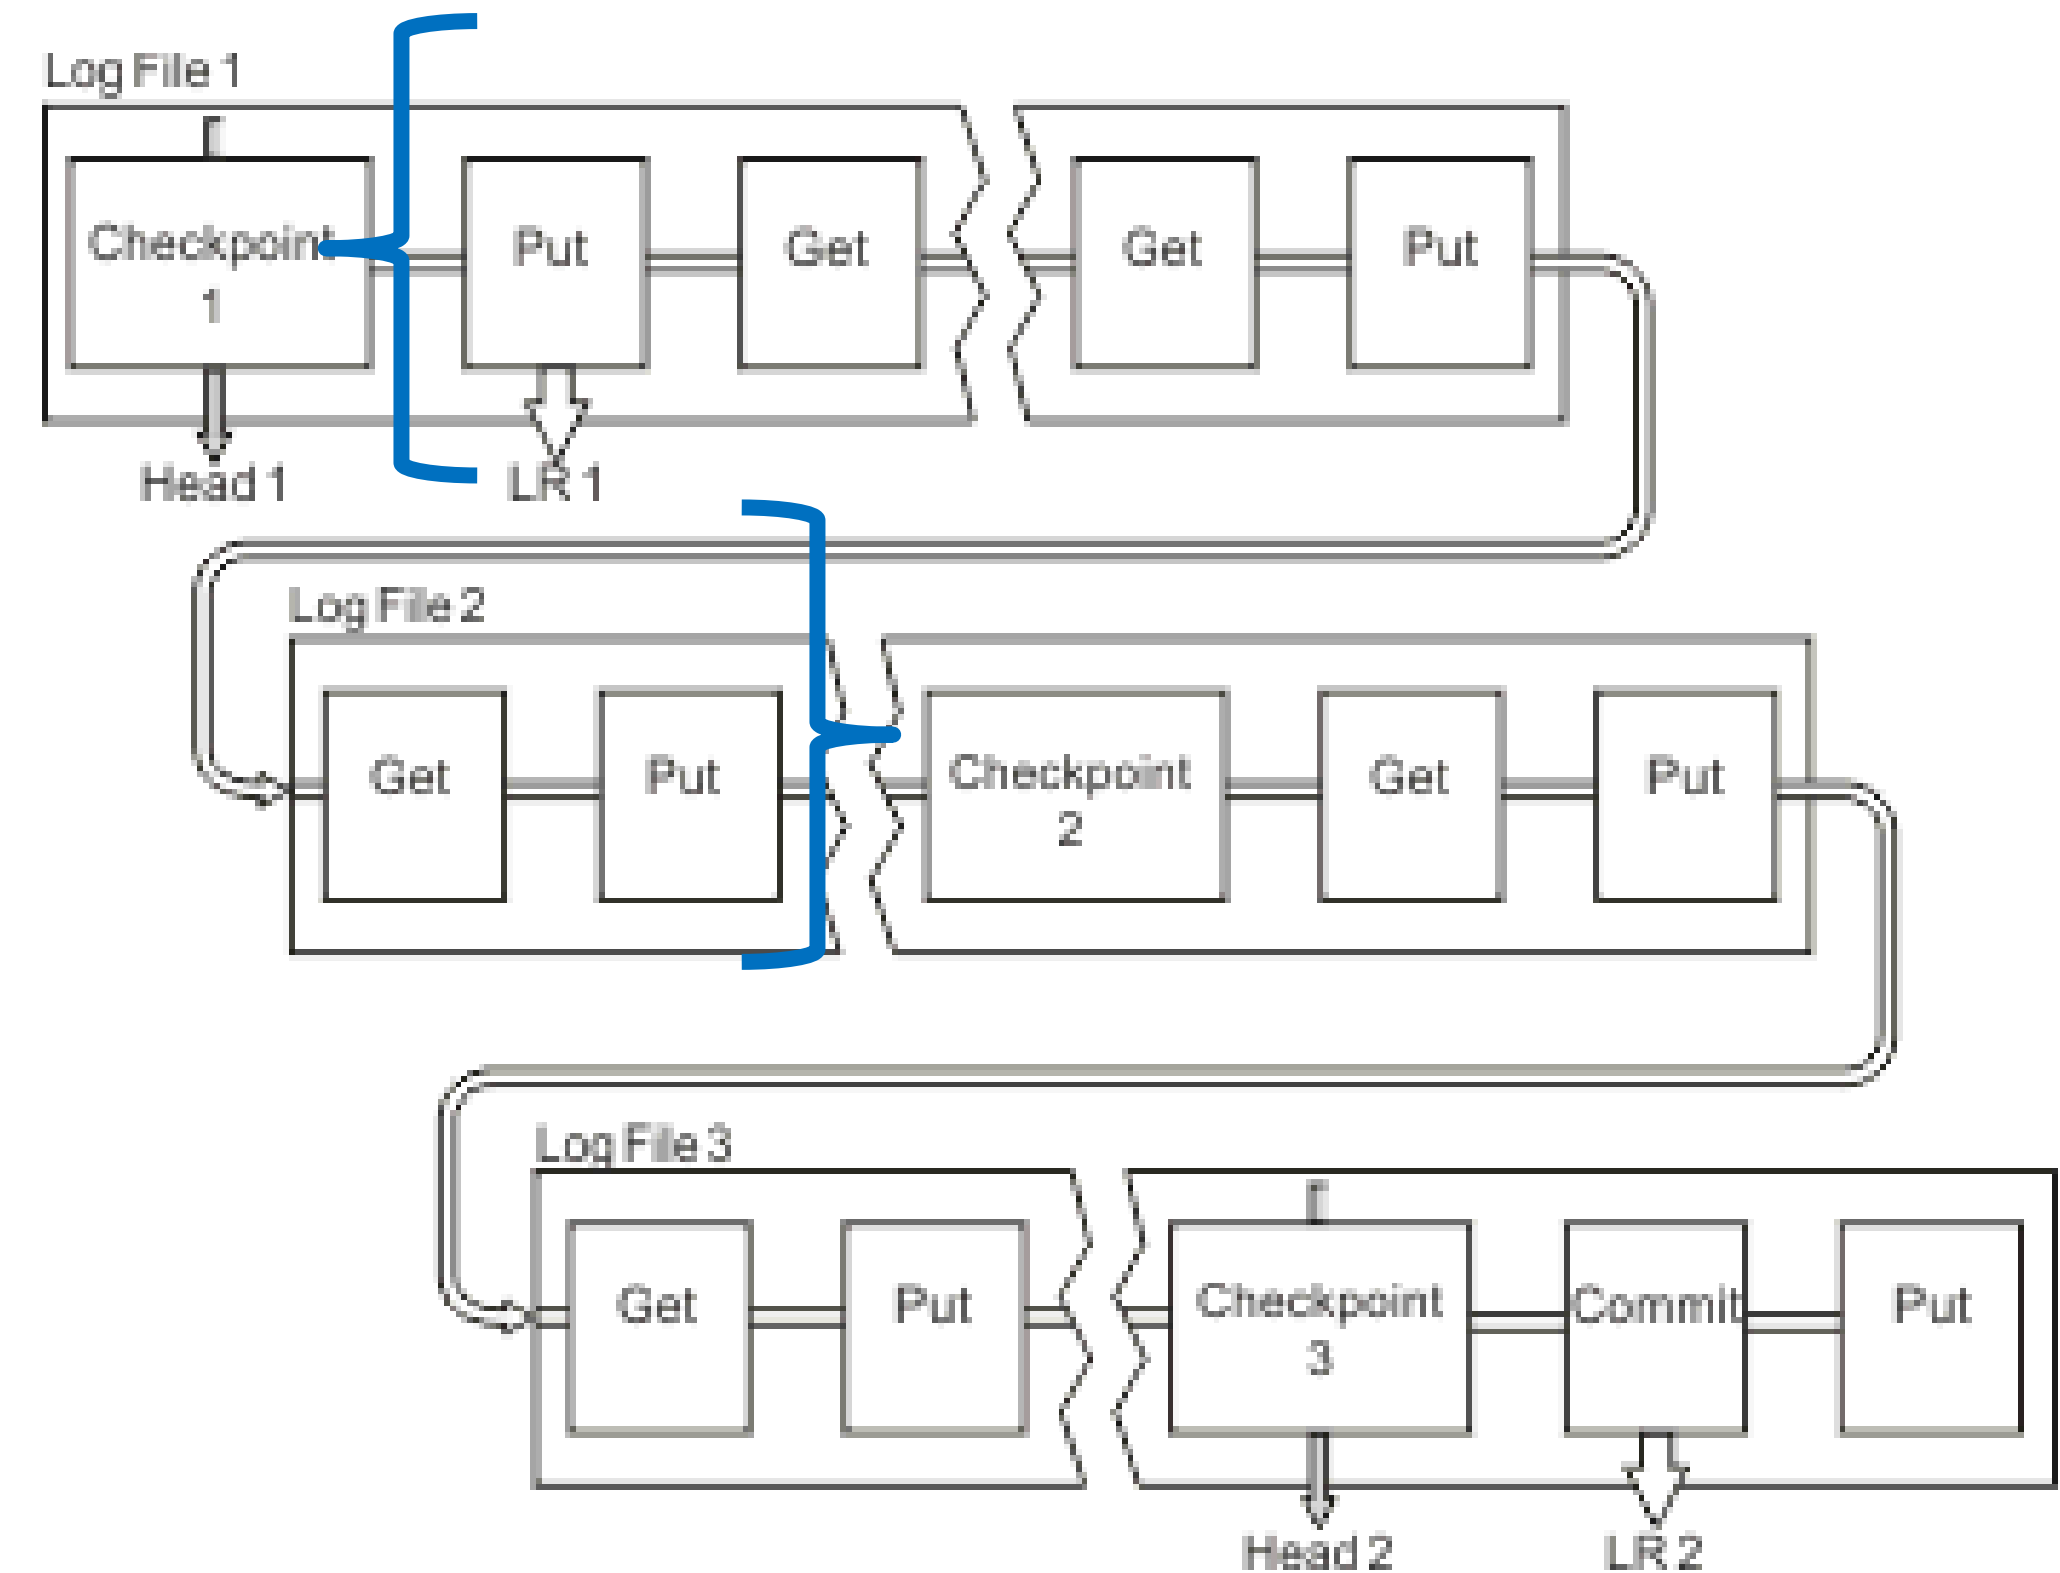 Log File 1
Checkpoint
1
Put
Get
Get
Put
Head 1
LR 1
Log File 2
Get
Put
Checkpoint
2
Get
Put
Log File 3
Get
Put
Checkpoint
3
Commit
Put
Head 2
LR 2